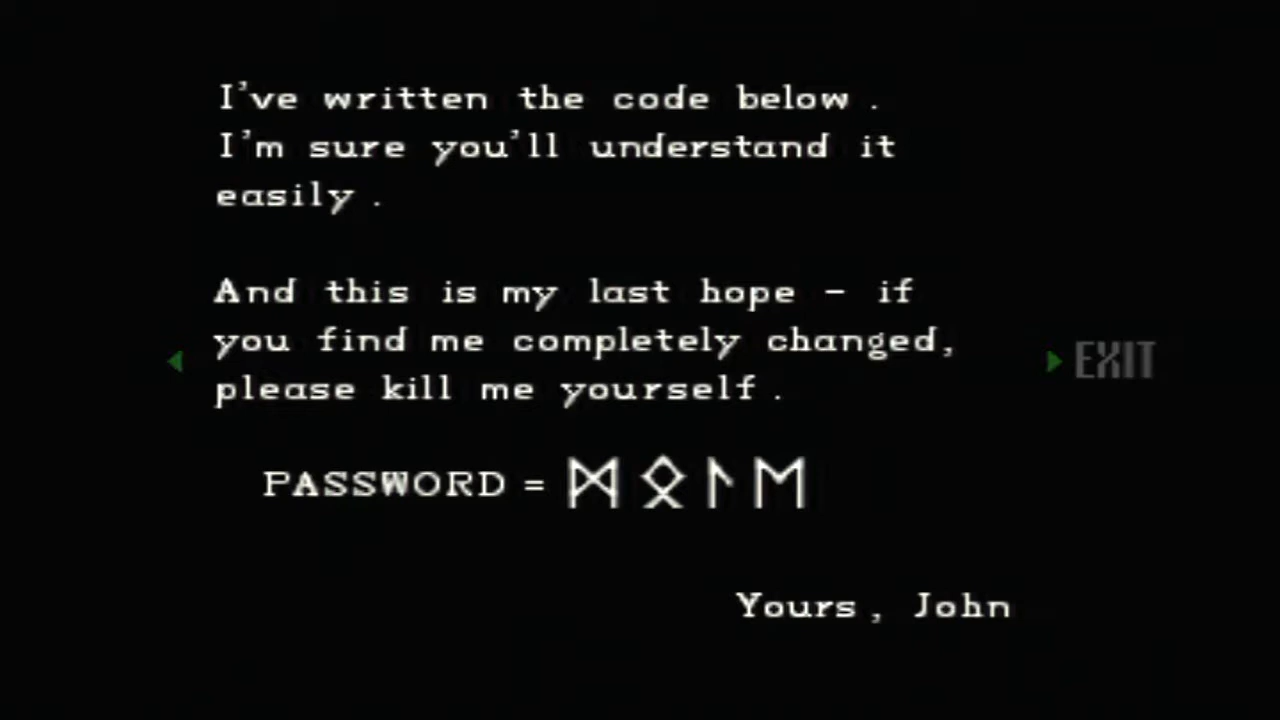 I've written the code below .
I'm sure you'll understand it
easily .
And this is my last hope - if
you find me completely changed,
please kill me yourself .
EXIT
PASSWORD = ᛞᛟᛚᛖ
Yours , John